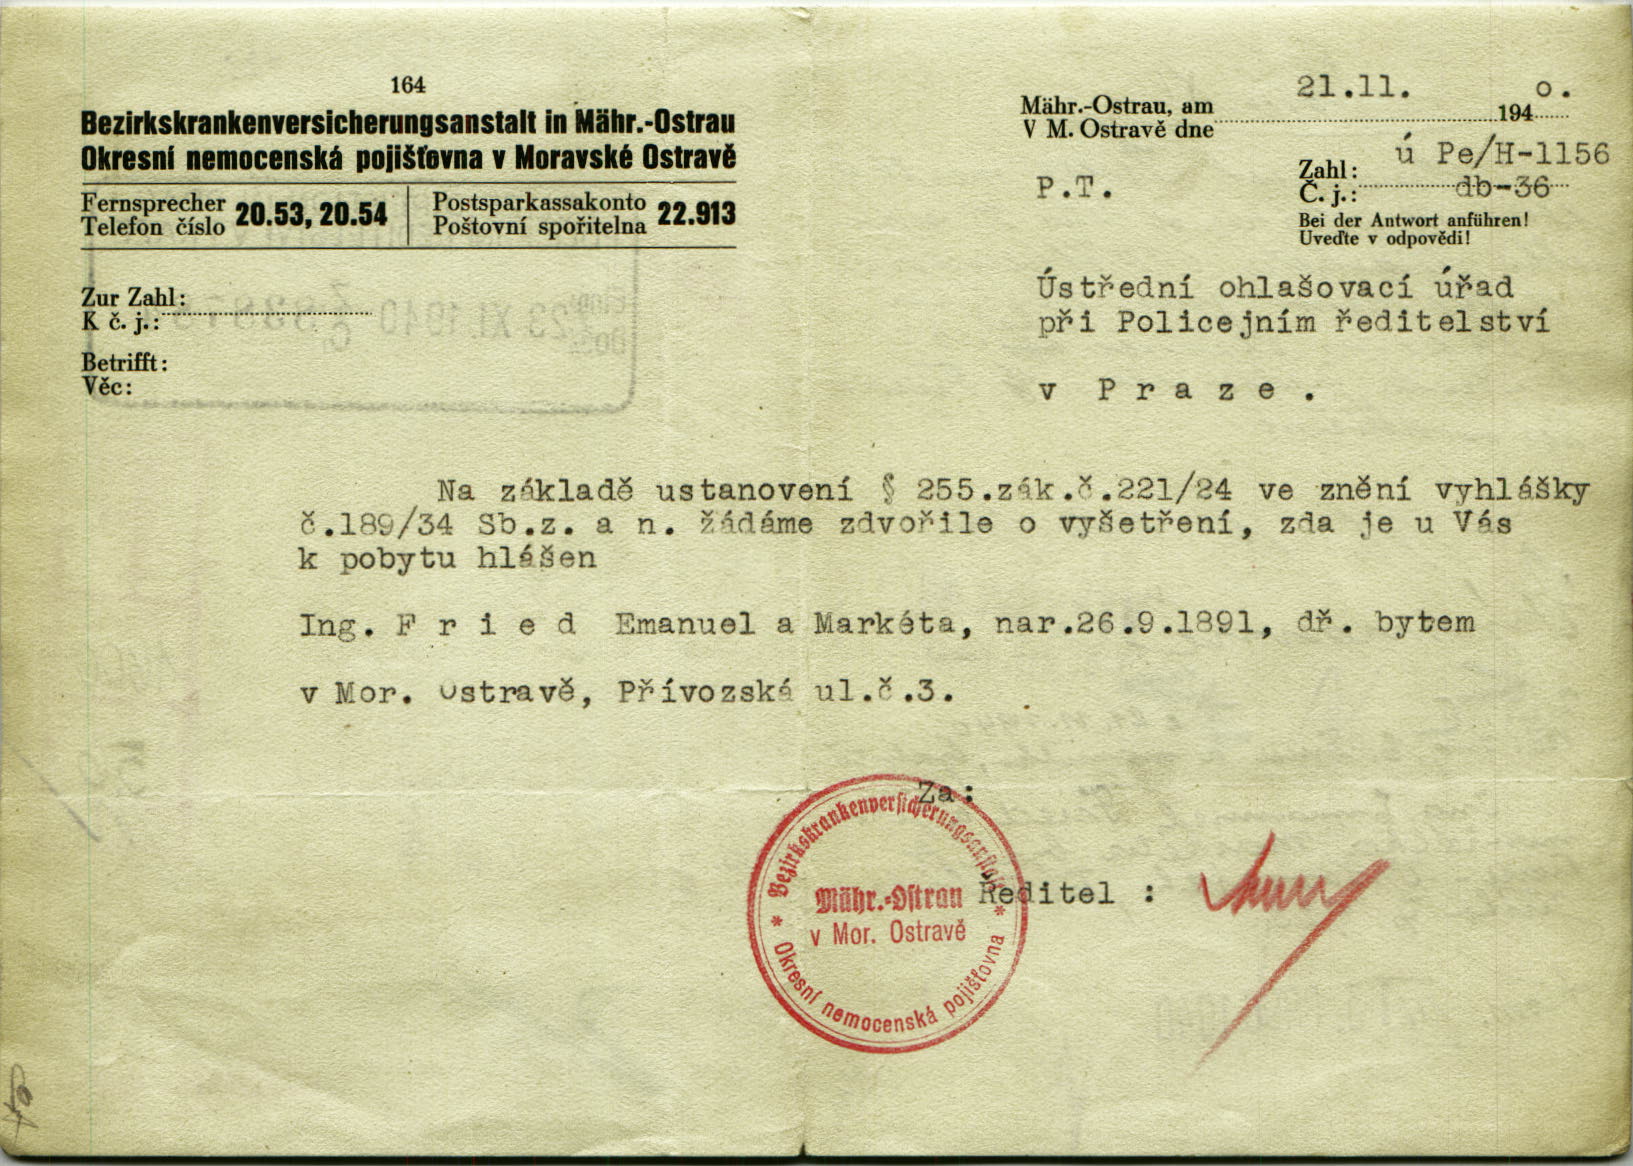 164
Bezirkskrankenversicherungsanstalt in Mähr.-Ostrau
Okresní nemocenská pojišťovna v Moravské Ostravě
Fernsprecher
Telefon číslo 20.53, 20.54
Postsparkassakonto
Poštovní spořitelna 22.913
Zur Zahl:
K č. j.:
Betrifft:
Věc:
21.11. 0.
Mähr.-Ostrau, am
V M. Ostravě dne 194
P.T.
ú Pe/H-1156
Zahl:
Č. j.: db-36
Bei der Antwort anführen!
Uveďte v odpovědi!
Ústřední ohlašovací úřad
při Policejním ředitelství
v P r a z e .
Na základě ustanovení § 255.zák.č.221/24 ve znění vyhlášky
č.189/34 Sb.z. a n. žádáme zdvořile o vyšetření, zda je u Vás
k pobytu hlášen
Ing. F r i e d Emanuel a Markéta, nar.26.9.1891, dř. bytem
v Mor. Ostravě, Přívozská ul.č.3.
Za:
Ředitel :
Bezirkskrankenversicherungsanstalt
Mähr.-Ostrau
v Mor. Ostravě
* Okresní nemocenská pojišťovna *